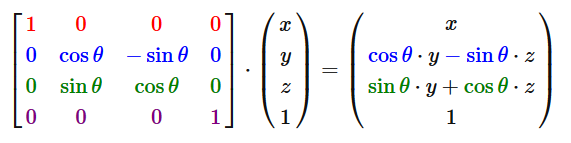 1 0 0 0 x x
0 cos θ − sin θ 0 y cos θ · y − sin θ · z
· =
0 sin θ cos θ 0 z sin θ · y + cos θ · z
0 0 0 1 1 1